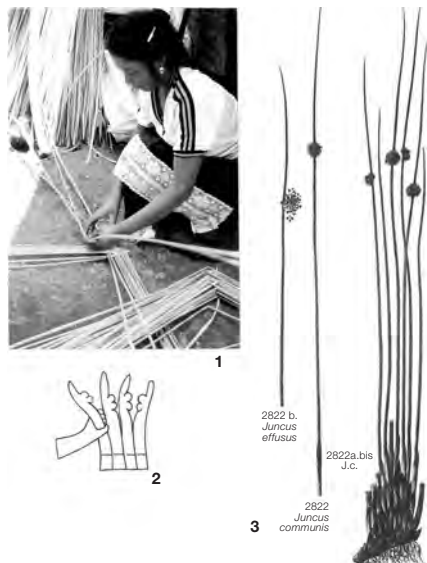 1
2
2822 b.
Juncus
effusus
2822a.bis
J.c.
2822
Juncus
communis
3